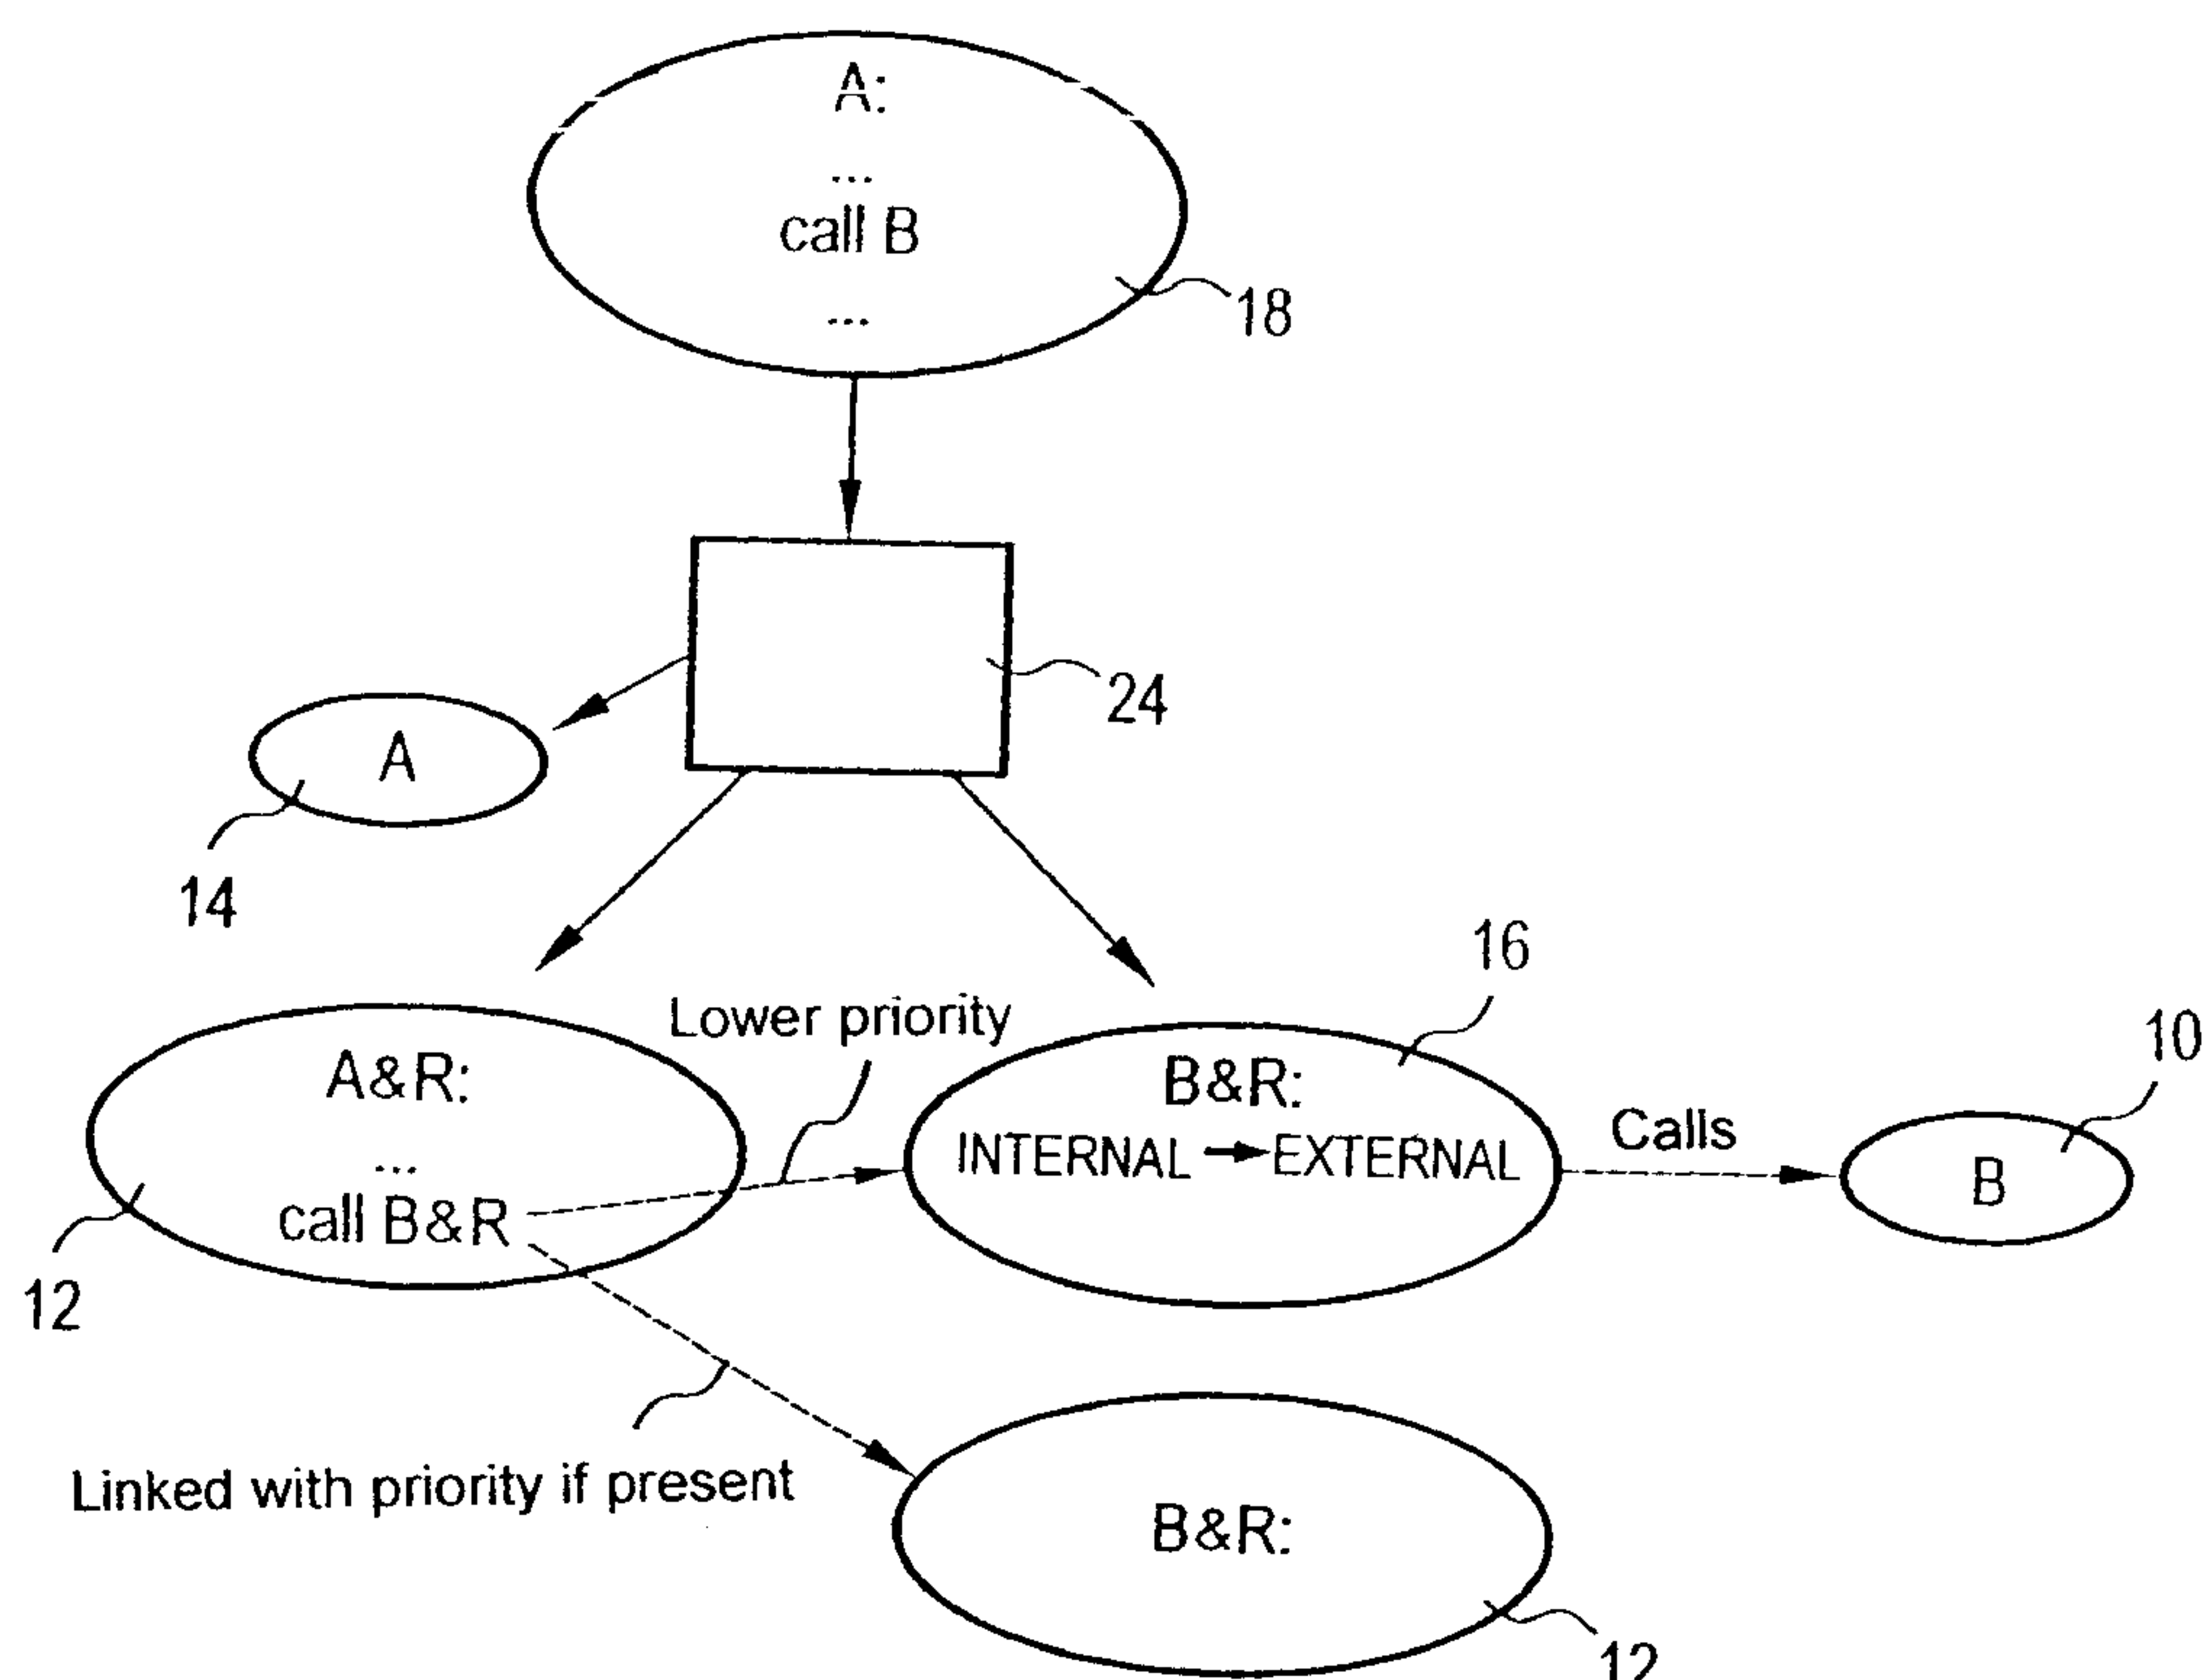 A:
...
call B
...
18
24
A
14
16
Lower priority
10
A&R:
...
call B&R
12
B&R:
INTERNAL EXTERNAL
Calls
B
Linked with priority if present
B&R:
12